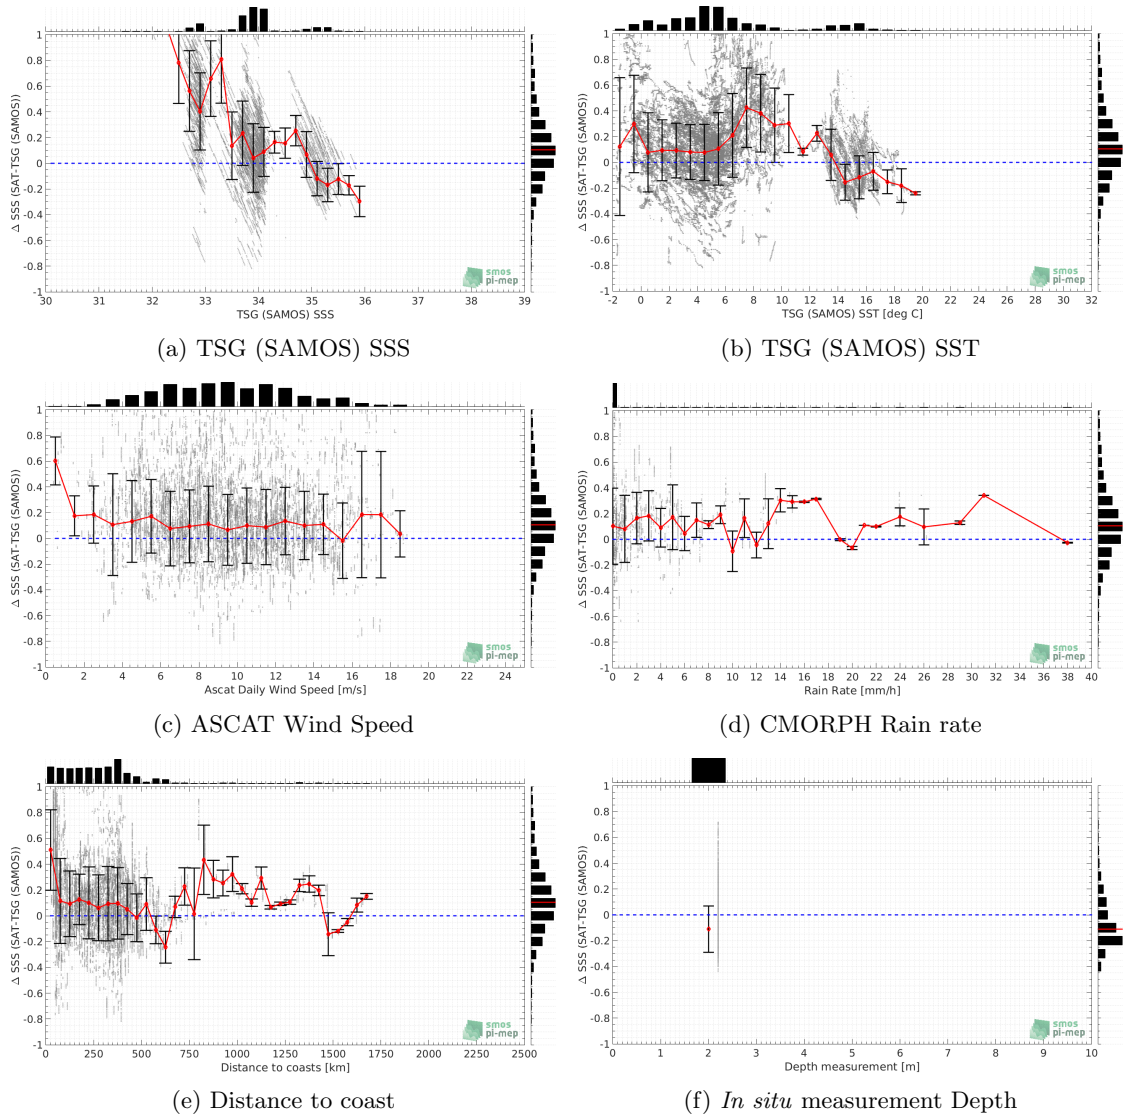 Δ SSS (SAT-TSG (SAMOS))
1
0.8
0.6
0.4
0.2
0
-0.2
-0.4
-0.6
-0.8
-1
30 31 32 33 34 35 36 37 38 39
TSG (SAMOS) SSS
smos
pi-mep
(a) TSG (SAMOS) SSS
Δ SSS (SAT-TSG (SAMOS))
1
0.8
0.6
0.4
0.2
0
-0.2
-0.4
-0.6
-0.8
-1
-2 0 2 4 6 8 10 12 14 16 18 20 22 24 26 28 30 32
TSG (SAMOS) SST [deg C]
smos
pi-mep
(b) TSG (SAMOS) SST
Δ SSS (SAT-TSG (SAMOS))
1
0.8
0.6
0.4
0.2
0
-0.2
-0.4
-0.6
-0.8
-1
0 2 4 6 8 10 12 14 16 18 20 22 24
Ascat Daily Wind Speed [m/s]
smos
pi-mep
(c) ASCAT Wind Speed
Δ SSS (SAT-TSG (SAMOS))
1
0.8
0.6
0.4
0.2
0
-0.2
-0.4
-0.6
-0.8
-1
0 2 4 6 8 10 12 14 16 18 20 22 24 26 28 30 32 34 36 38 40
Rain Rate [mm/h]
smos
pi-mep
(d) CMORPH Rain rate
Δ SSS (SAT-TSG (SAMOS))
1
0.8
0.6
0.4
0.2
0
-0.2
-0.4
-0.6
-0.8
-1
0 250 500 750 1000 1250 1500 1750 2000 2250 2500
Distance to coasts [km]
smos
pi-mep
(e) Distance to coast
Δ SSS (SAT-TSG (SAMOS))
1
0.8
0.6
0.4
0.2
0
-0.2
-0.4
-0.6
-0.8
-1
0 1 2 3 4 5 6 7 8 9 10
Depth measurement [m]
smos
pi-mep
(f) In situ measurement Depth